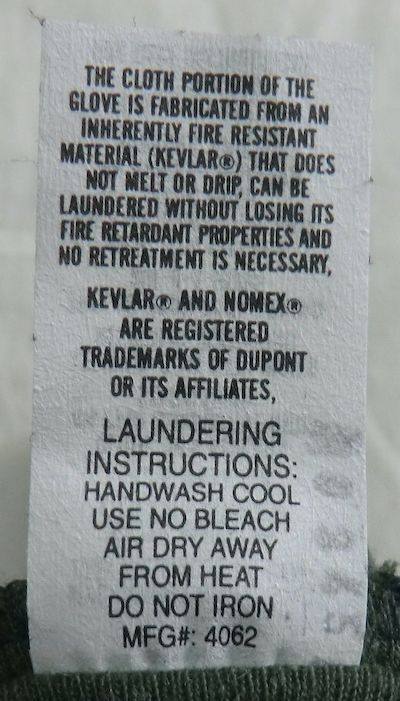 THE CLOTH PORTION OF THE
GLOVE IS FABRICATED FROM AN
INHERENTLY FIRE RESISTANT
MATERIAL (KEVLAR®) THAT DOES
NOT MELT OR DRIP, CAN BE
LAUNDERED WITHOUT LOSING ITS
FIRE RETARDANT PROPERTIES AND
NO RETREATMENT IS NECESSARY,
KEVLAR® AND NOMEX®
ARE REGISTERED
TRADEMARKS OF DUPONT
OR ITS AFFILIATES,
LAUNDERING
INSTRUCTIONS:
HANDWASH COOL
USE NO BLEACH
AIR DRY AWAY
FROM HEAT
DO NOT IRON
MFG#: 4062